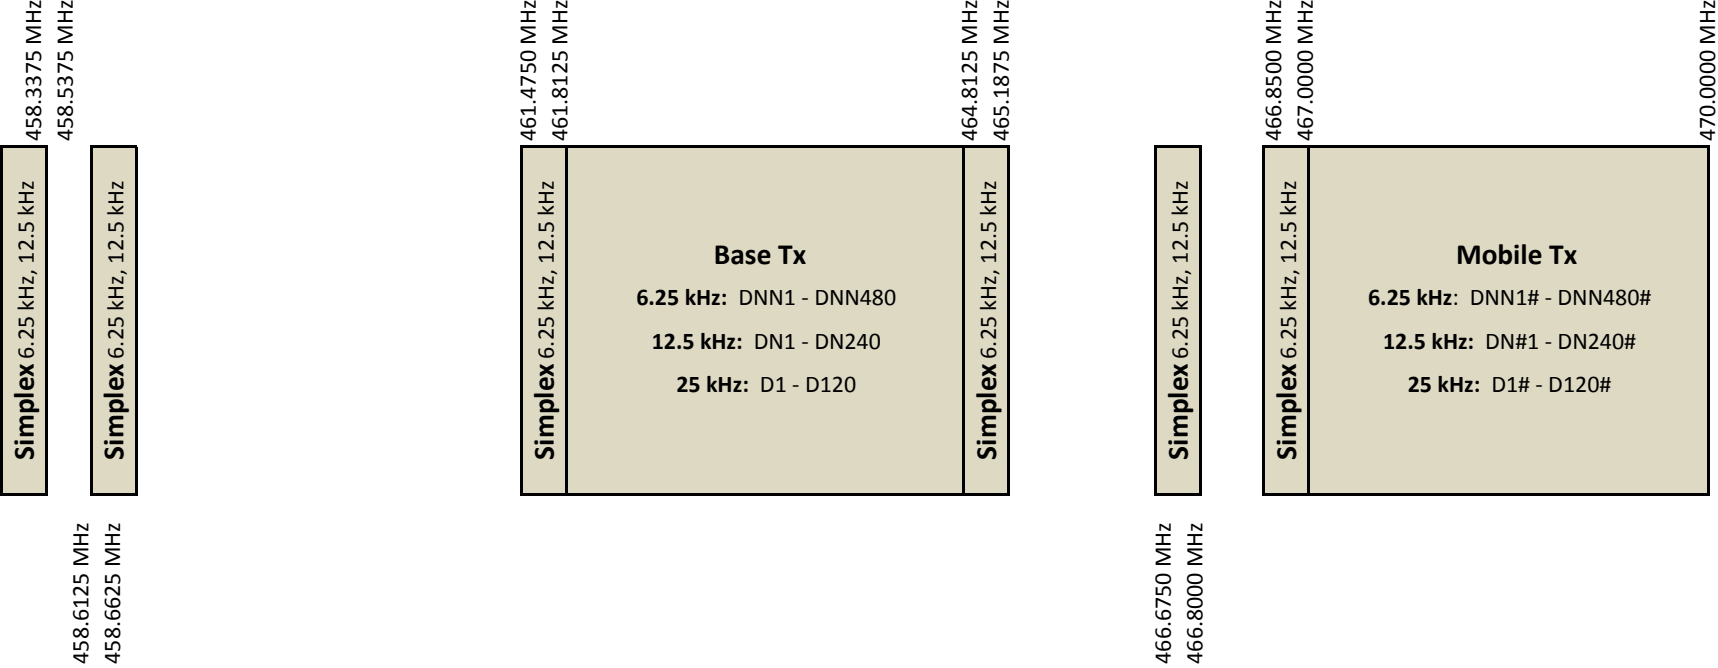 458.3375 MHz
458.5375 MHz
461.4750 MHz
461.8125 MHz
464.8125 MHz
465.1875 MHz
466.8500 MHz
467.0000 MHz
470.0000 MHz
Simplex 6.25 kHz, 12.5 kHz
Simplex 6.25 kHz, 12.5 kHz
Simplex 6.25 kHz, 12.5 kHz
Base Tx
6.25 kHz: DNN1 - DNN480
12.5 kHz: DN1 - DN240
25 kHz: D1 - D120
Simplex 6.25 kHz, 12.5 kHz
Simplex 6.25 kHz, 12.5 kHz
Simplex 6.25 kHz, 12.5 kHz
Mobile Tx
6.25 kHz: DNN1# - DNN480#
12.5 kHz: DN#1 - DN240#
25 kHz: D1# - D120#
458.6125 MHz
458.6625 MHz
466.6750 MHz
466.8000 MHz